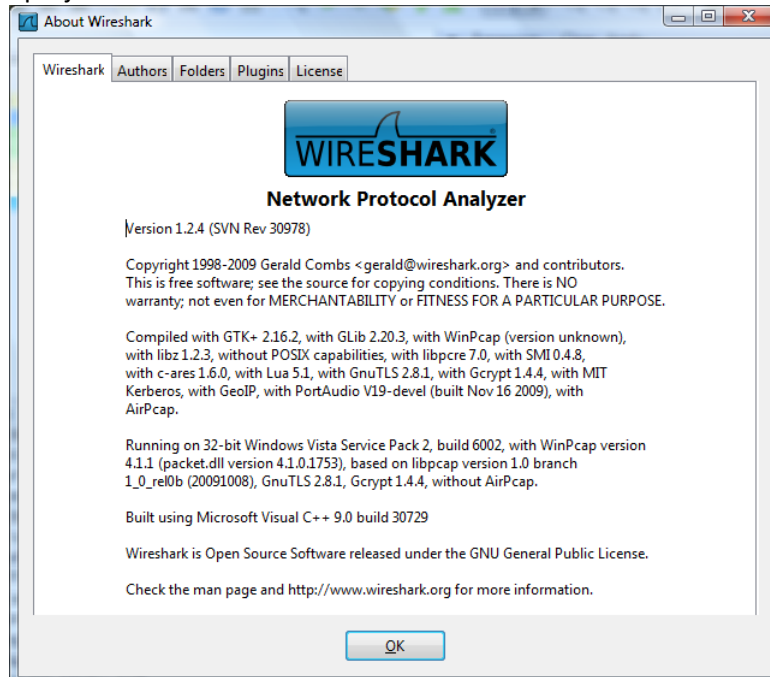 About Wireshark
Wireshark Authors Folders Plugins License
WIRESHARK
Network Protocol Analyzer
Version 1.2.4 (SVN Rev 30978)
Copyright 1998-2009 Gerald Combs <gerald@wireshark.org> and contributors.
This is free software; see the source for copying conditions. There is NO
warranty; not even for MERCHANTABILITY or FITNESS FOR A PARTICULAR PURPOSE.
Compiled with GTK+ 2.16.2, with GLib 2.20.3, with WinPcap (version unknown),
with libz 1.2.3, without POSIX capabilities, with libpcre 7.0, with SMI 0.4.8,
with c-ares 1.6.0, with Lua 5.1, with GnuTLS 2.8.1, with Gcrypt 1.4.4, with MIT
Kerberos, with GeoIP, with PortAudio V19-devel (built Nov 16 2009), with
AirPcap.
Running on 32-bit Windows Vista Service Pack 2, build 6002, with WinPcap version
4.1.1 (packet.dll version 4.1.0.1753), based on libpcap version 1.0 branch
1_0_rel0b (20091008), GnuTLS 2.8.1, Gcrypt 1.4.4, without AirPcap.
Built using Microsoft Visual C++ 9.0 build 30729
Wireshark is Open Source Software released under the GNU General Public License.
Check the man page and http://www.wireshark.org for more information.
OK